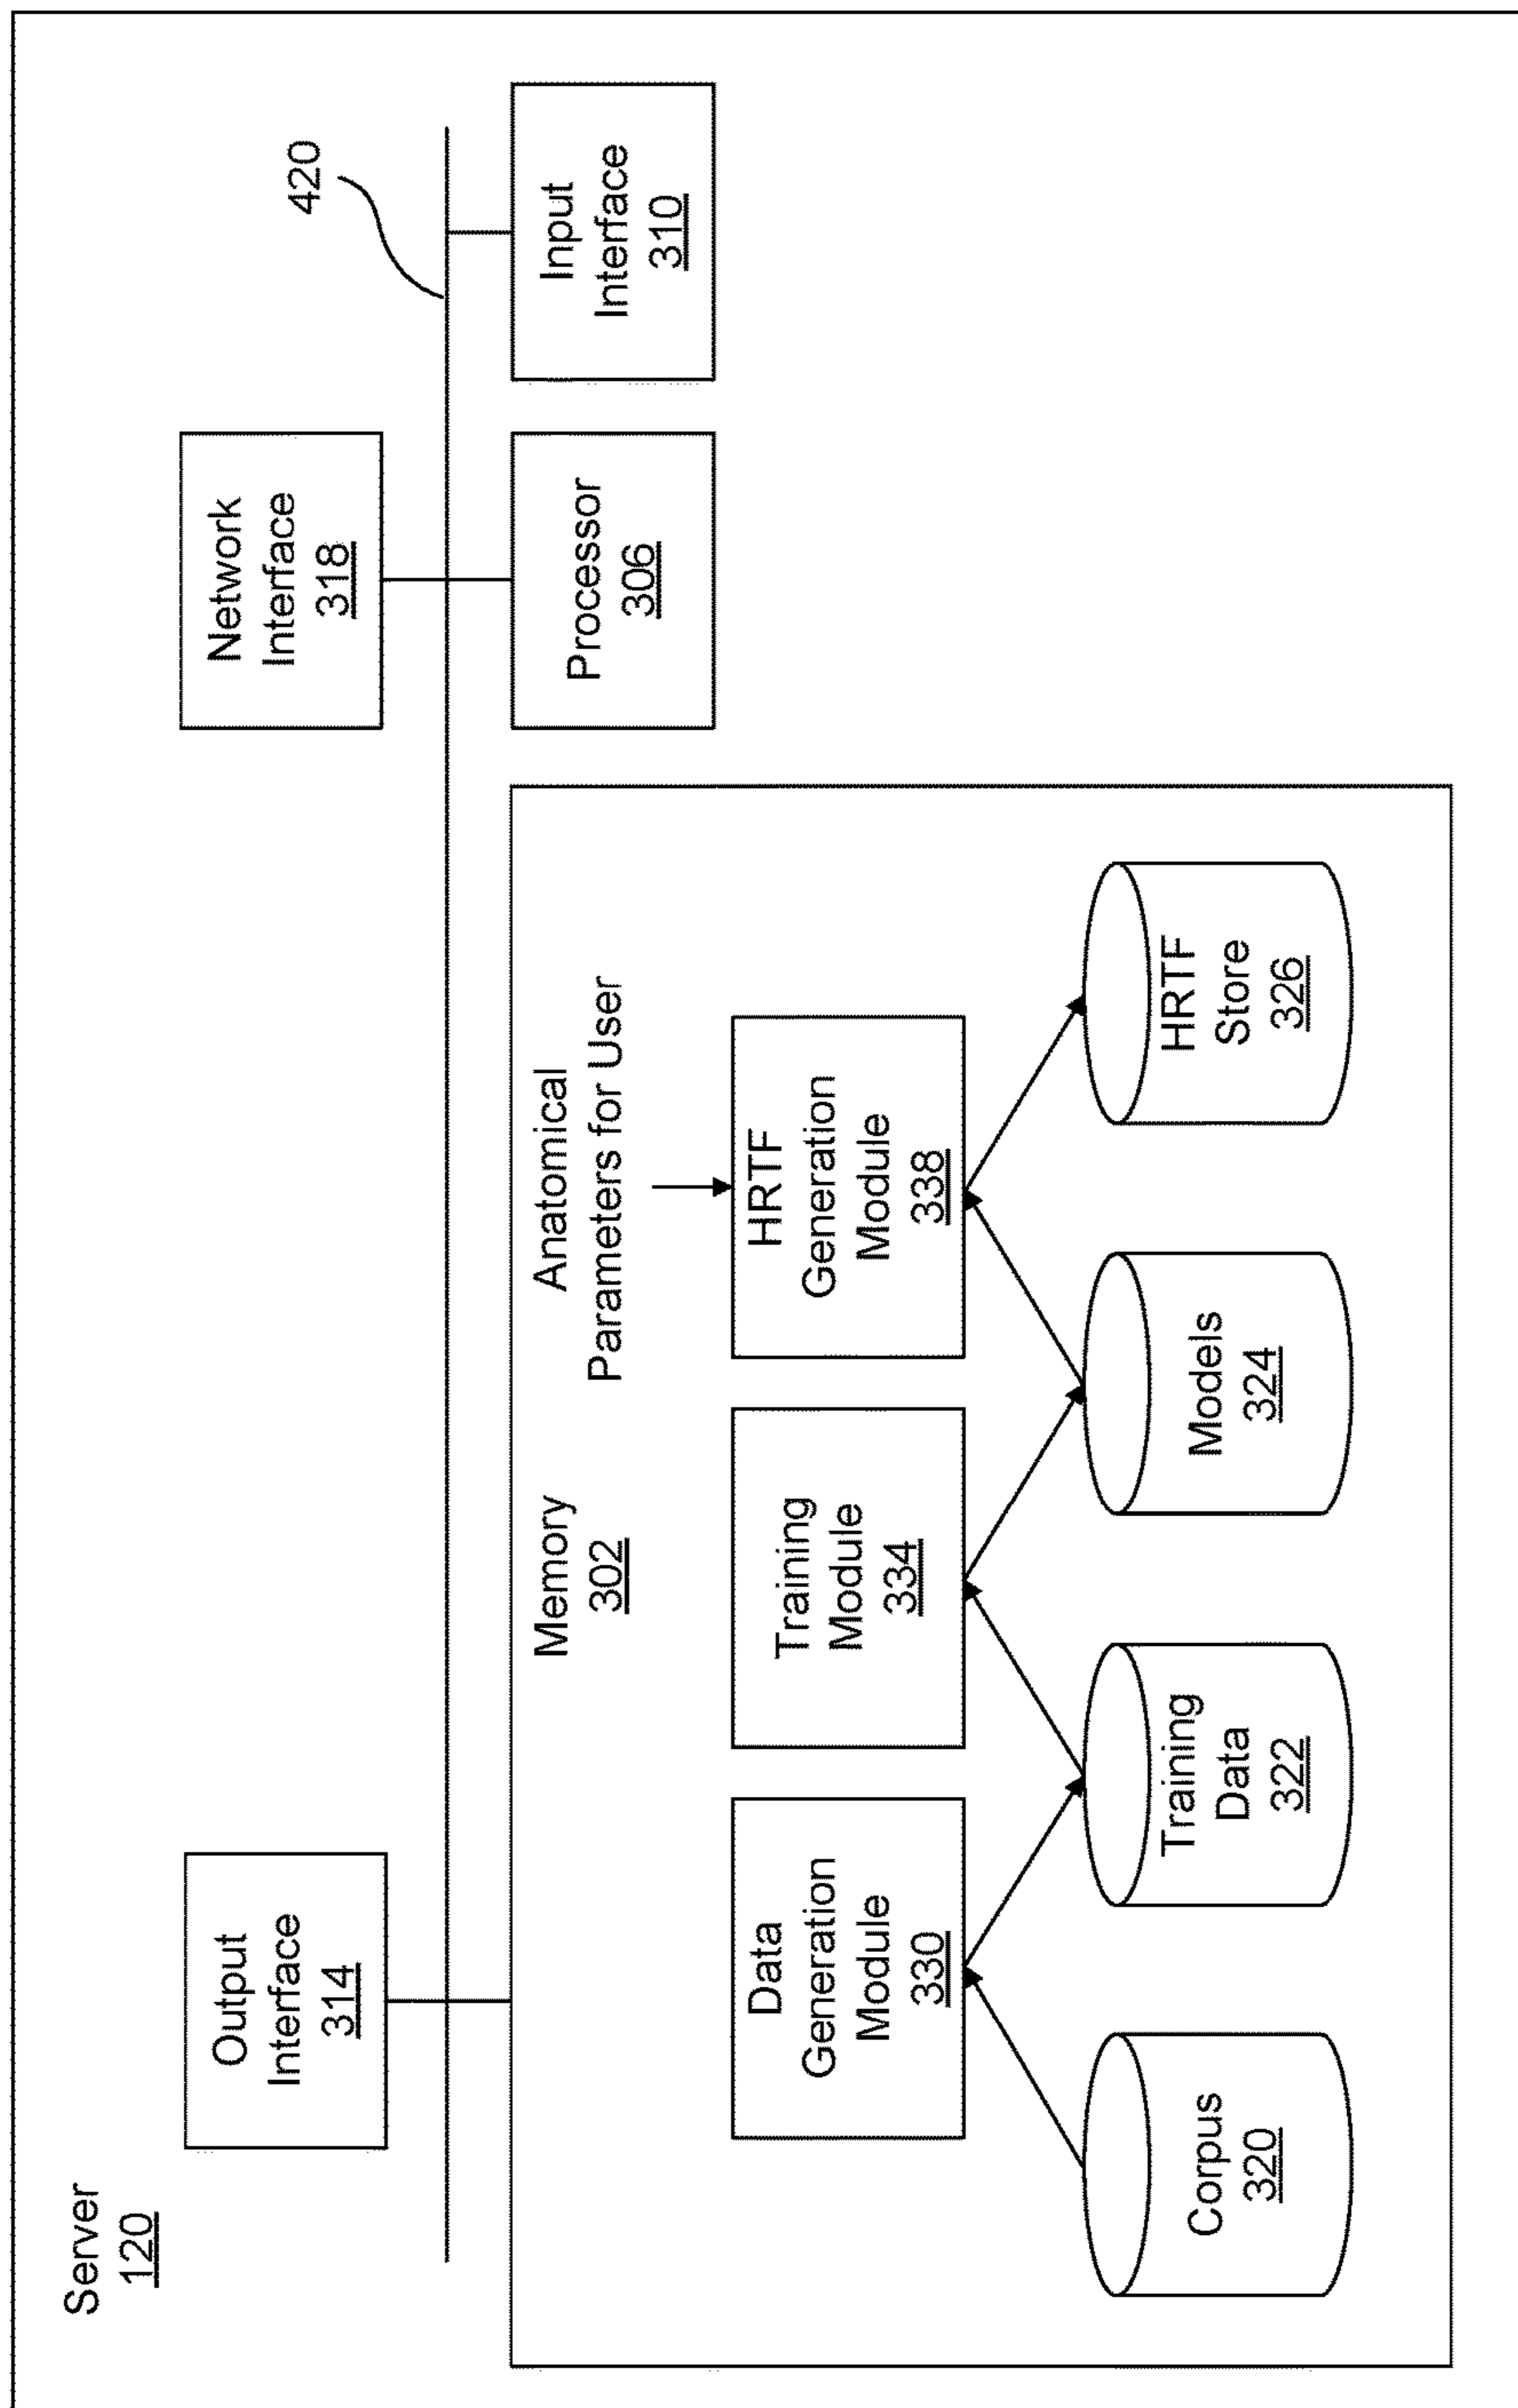 Server
120
Output
Interface
314
Network
Interface
318
420
Processor
306
Input
Interface
310
Memory
302
Anatomical
Parameters for User
Data
Generation
Module
330
Training
Module
334
HRTF
Generation
Module
338
Corpus
320
Training
Data
322
Models
324
HRTF
Store
326